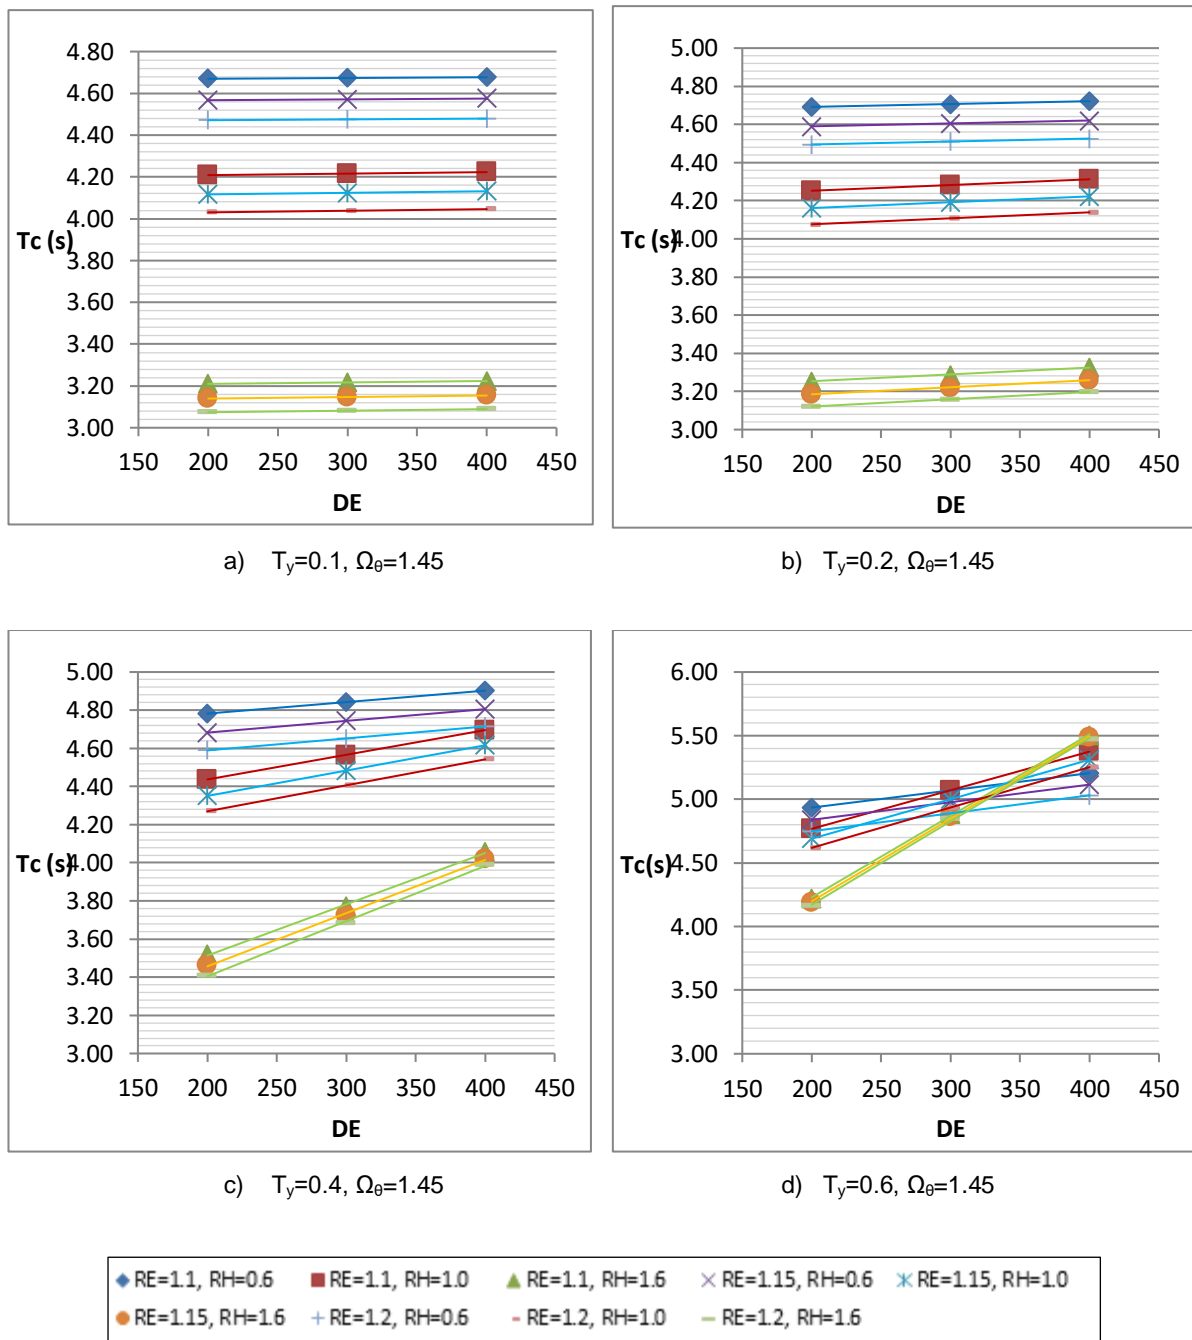 4.80
4.60
4.40
4.20
4.00
3.80
3.60
3.40
3.20
3.00
Tc (s)
150 200 250 300 350 400 450
DE
a) Ty=0.1, Ωθ=1.45
5.00
4.80
4.60
4.40
4.20
4.00
3.80
3.60
3.40
3.20
3.00
Tc (s)
150 200 250 300 350 400 450
DE
b) Ty=0.2, Ωθ=1.45
5.00
4.80
4.60
4.40
4.20
4.00
3.80
3.60
3.40
3.20
3.00
Tc (s)
150 200 250 300 350 400 450
DE
c) Ty=0.4, Ωθ=1.45
6.00
5.50
5.00
4.50
4.00
3.50
3.00
Tc(s)
150 200 250 300 350 400 450
DE
d) Ty=0.6, Ωθ=1.45
RE=1.1, RH=0.6 RE=1.1, RH=1.0 RE=1.1, RH=1.6 RE=1.15, RH=0.6 RE=1.15, RH=1.0
RE=1.15, RH=1.6 RE=1.2, RH=0.6 RE=1.2, RH=1.0 RE=1.2, RH=1.6